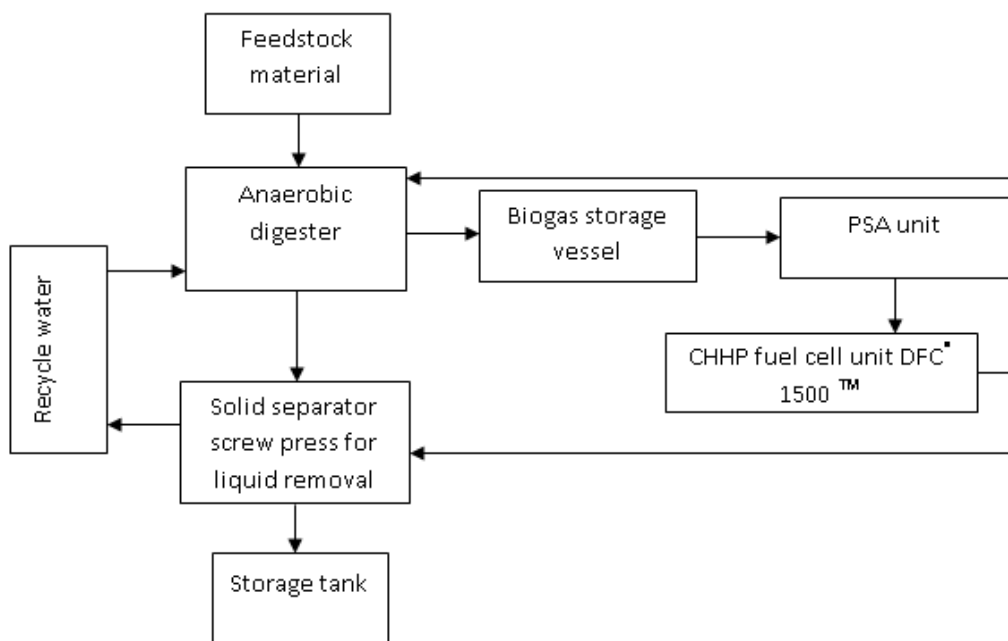 Feedstock
material
Anaerobic
digester
Biogas storage
vessel
PSA unit
Recycle water
CHHP fuel cell unit DFC▪
1500 ™
Solid separator
screw press for
liquid removal
Storage tank